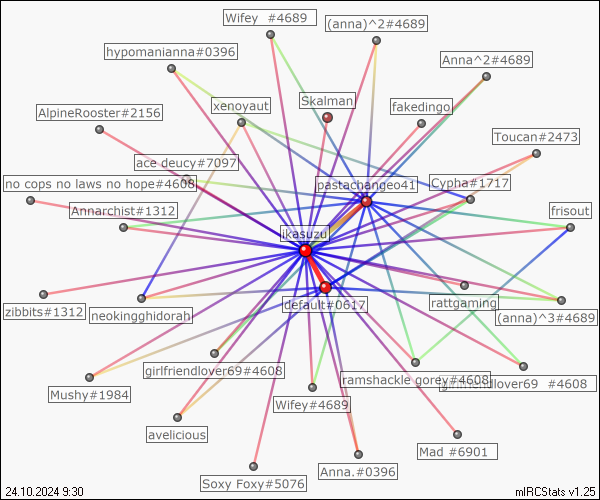 Wifey  #4689
(anna)^2#4689
hypomanianna#0396
Anna^2#4689
xenoyaut
Skalman
fakedingo
AlpineRooster#2156
Toucan#2473
ace deucy#7097
no cops no laws no hope#4608
pastachangeo41
Cypha#1717
Annarchist#1312
frisout
ikasuzu
zibbits#1312
neokingghidorah
default#0617
rattgaming
(anna)^3#4689
girlfriendlover69#4608
ramshackle gorey#4608
#4608
Mushy#1984
Wifey#4689
avelicious
Mad #6901
Soxy Foxy#5076
Anna.#0396
24.10.2024 9:30
mIRCStats v1.25